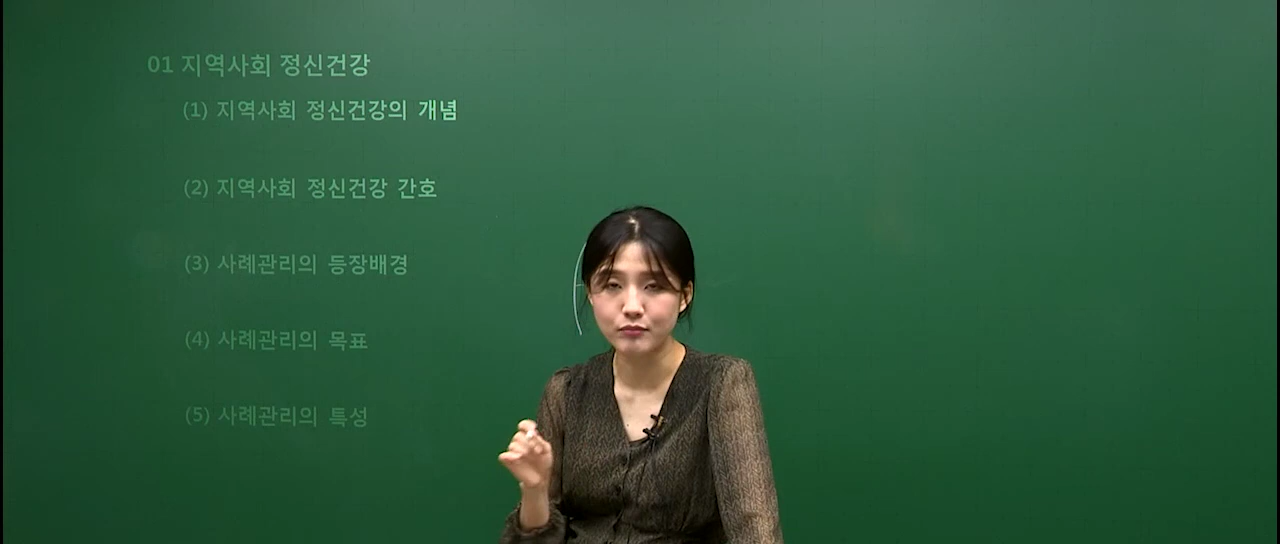 01 지역사회 정신건강
(1) 지역사회 정신건강의 개념
(2) 지역사회 정신건강 간호
(3) 사례관리의 등장배경
(4) 사례관리의 목표
(5) 사례관리의 특성